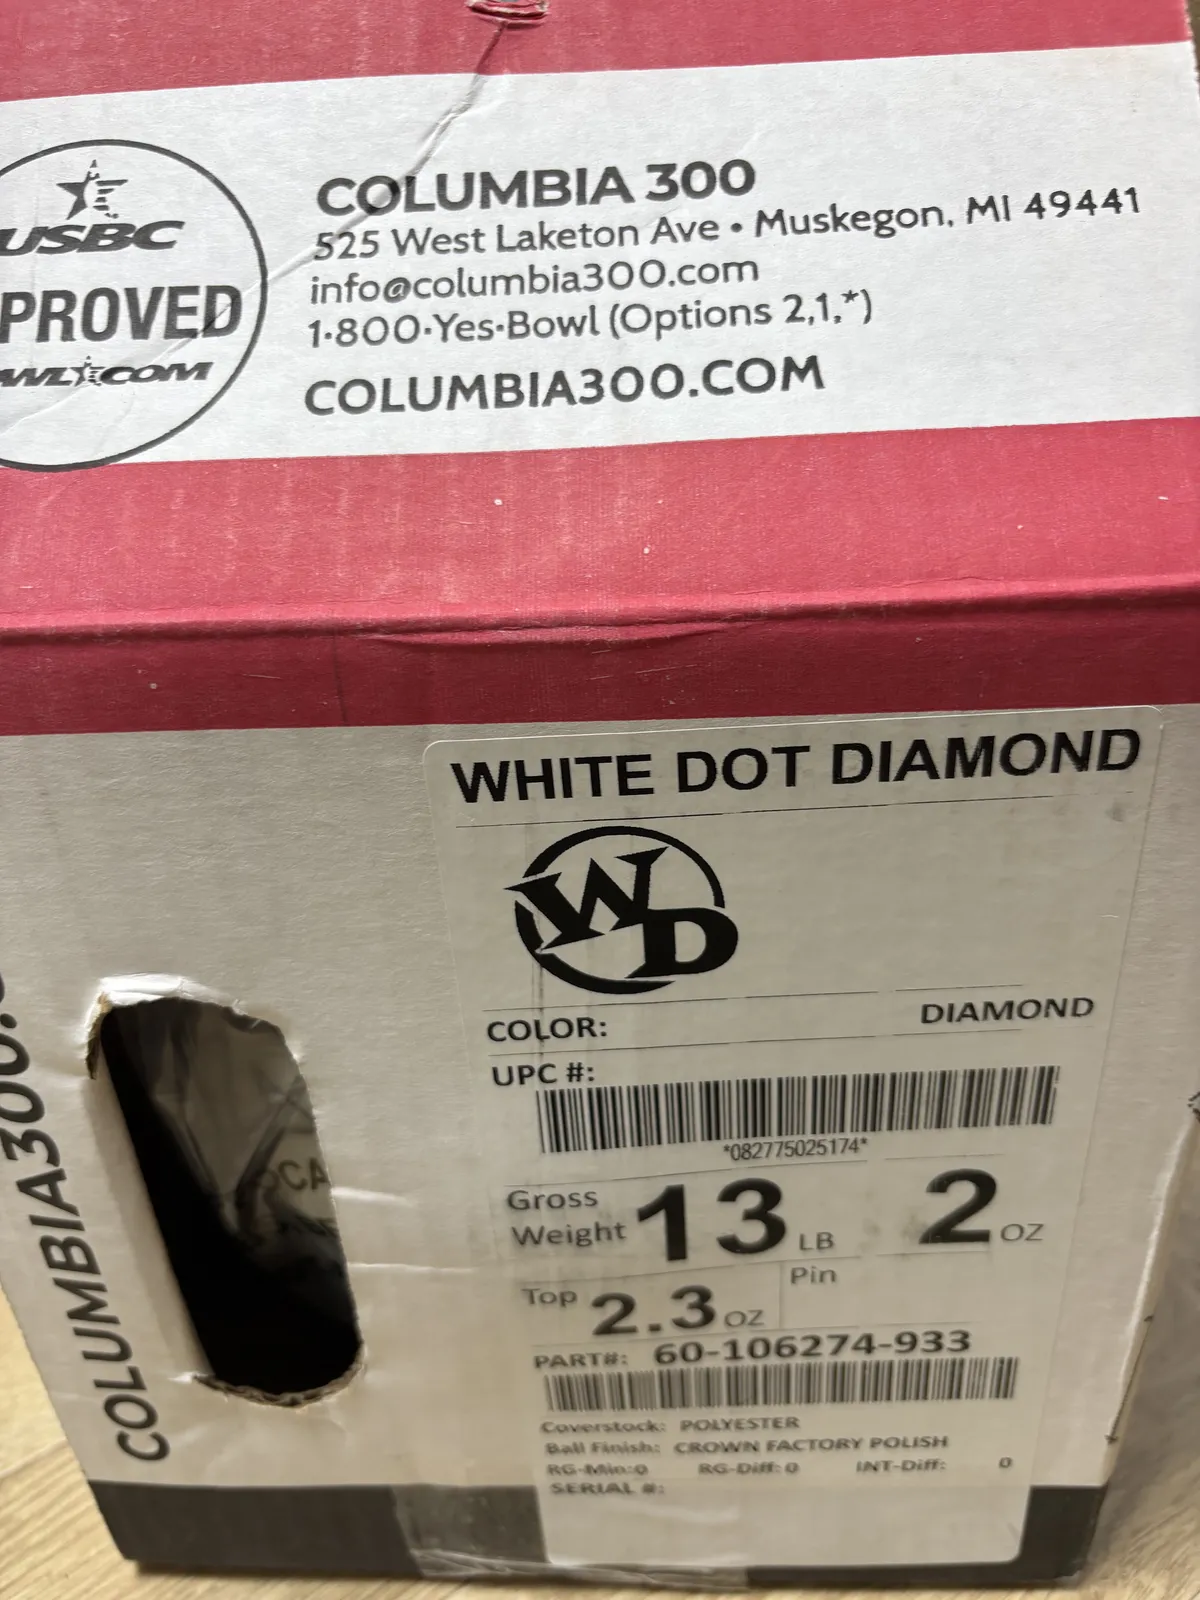 USBC
PROVED
COLUMBIA 300
525 West Laketon Ave • Muskegon, MI 49441
info@columbia300.com
1-800-Yes-Bowl (Options 2,1,*)
COLUMBIA300.COM
WHITE DOT DIAMOND
WD
COLOR: DIAMOND
UPC #:
*082775025174*
Gross Weight 13 LB 2 OZ
Top 2.3 OZ Pin
PART#: 60-106274-933
Coverstock: POLYESTER
Ball Finish: CROWN FACTORY POLISH
RG-Min:0 RG-Diff: 0 INT-Diff: 0
SERIAL #:
COLUMBIA300.